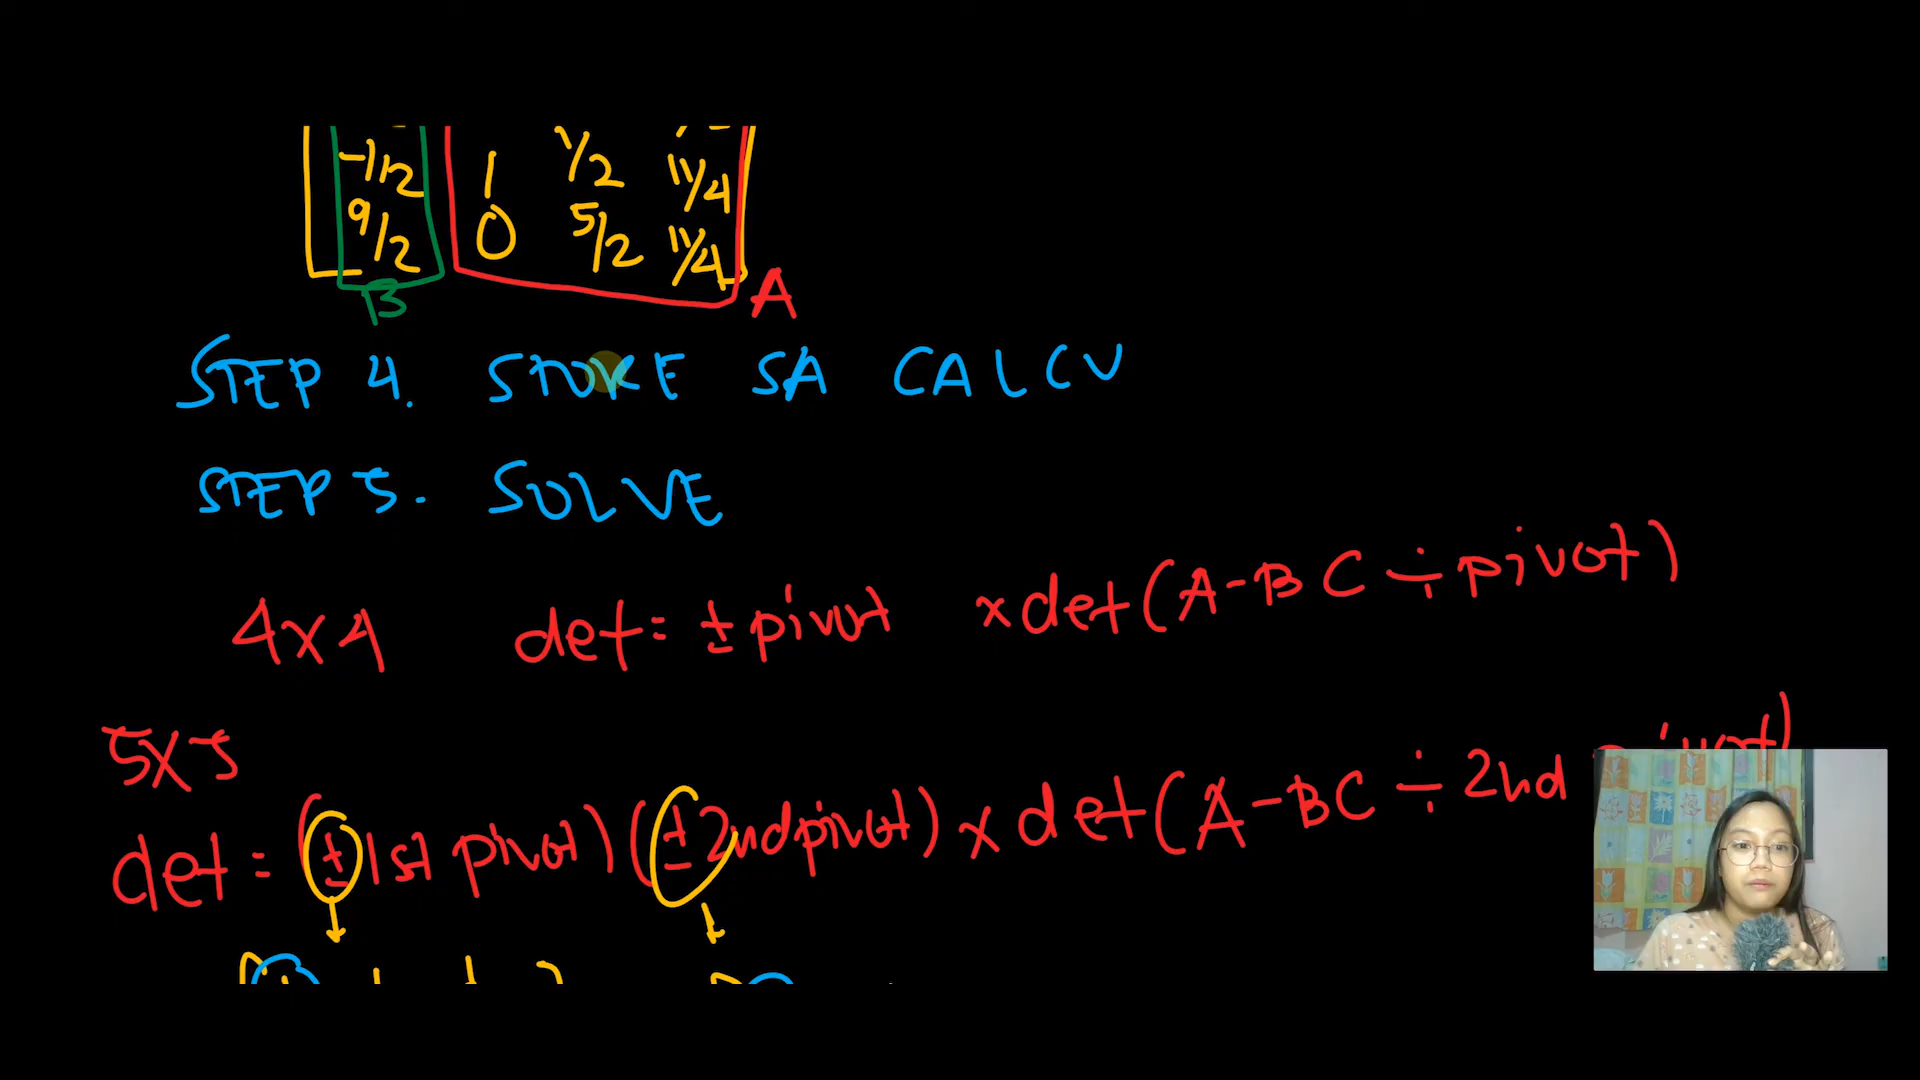 -1/2 1 1/2 11/4
9/2 0 5/2 11/4
B A
STEP 4. STORE SA CALCU
STEP 5. SOLVE
4x4 det = ± pivot x det (A - B C ÷ pivot)
5x5
det = (± 1st pivot) (± 2nd pivot) x det (A - BC ÷ 2nd pivot)